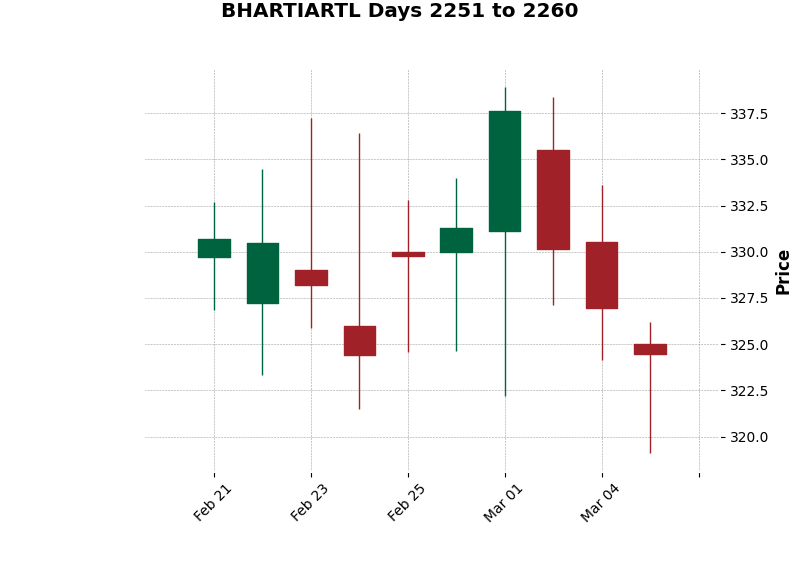 BHARTIARTL Days 2251 to 2260
337.5
335.0
332.5
330.0
327.5
325.0
322.5
320.0
Price
Feb 21
Feb 23
Feb 25
Mar 01
Mar 04